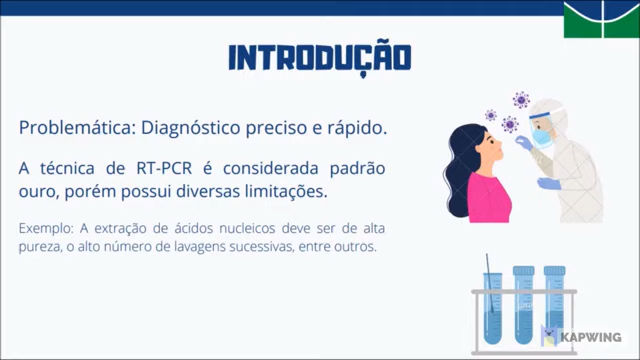 INTRODUÇÃO
Problemática: Diagnóstico preciso e rápido.
A técnica de RT-PCR é considerada padrão
ouro, porém possui diversas limitações.
Exemplo: A extração de ácidos nucleicos deve ser de alta
pureza, o alto número de lavagens sucessivas, entre outros.
KAPWING